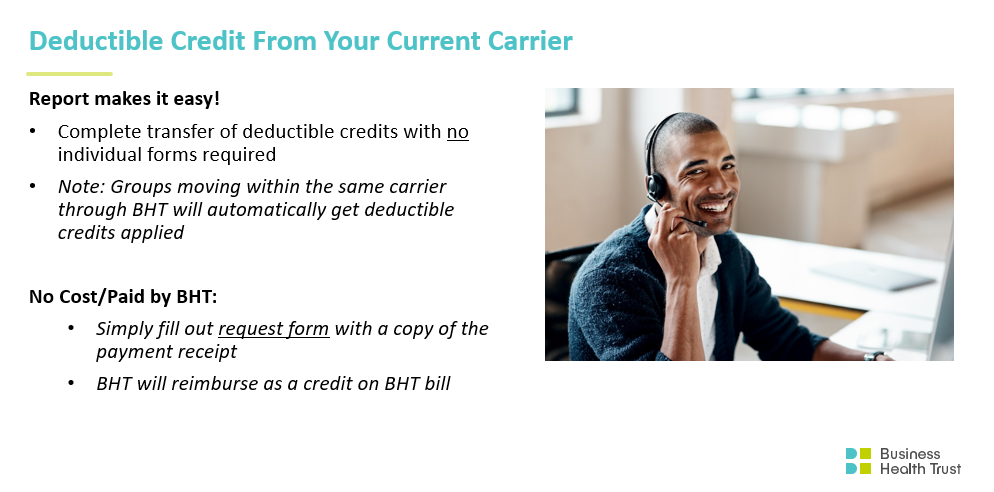 Deductible Credit From Your Current Carrier
Report makes it easy!
• Complete transfer of deductible credits with no
individual forms required
• Note: Groups moving within the same carrier
through BHT will automatically get deductible
credits applied
No Cost/Paid by BHT:
• Simply fill out request form with a copy of the
payment receipt
• BHT will reimburse as a credit on BHT bill
Business
Health Trust